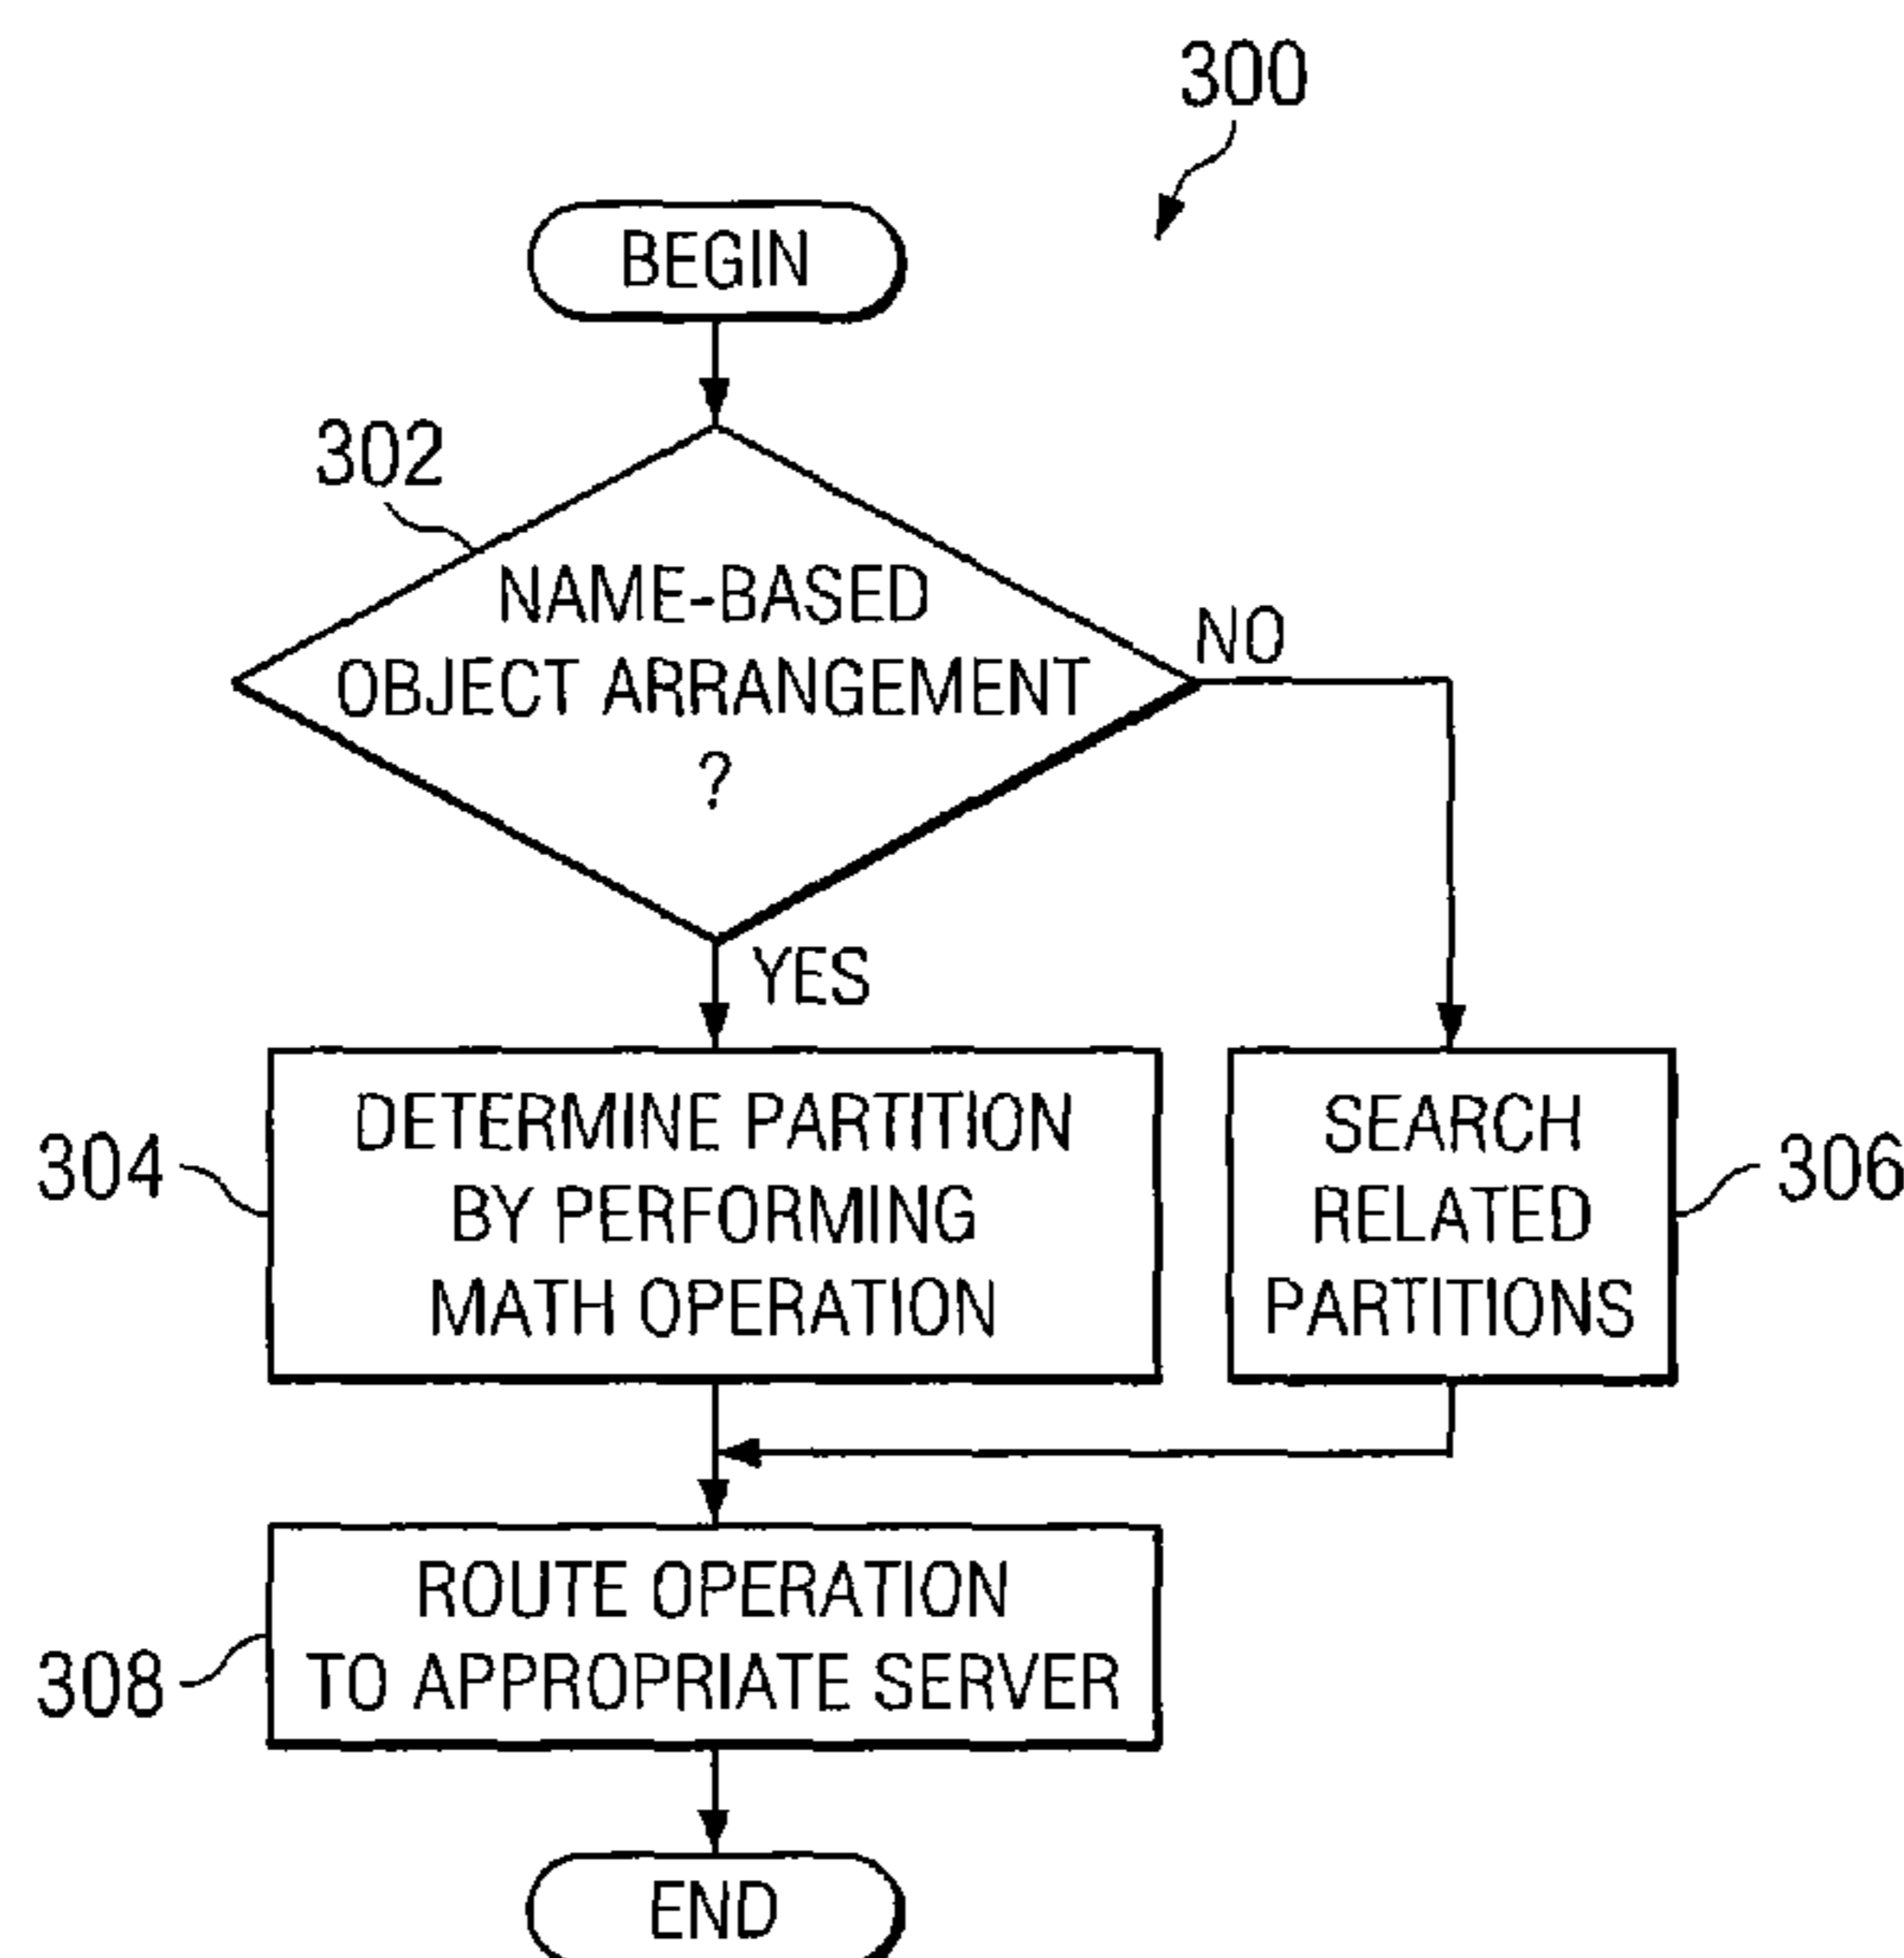 300
BEGIN
302
NAME-BASED
OBJECT ARRANGEMENT
?
NO
YES
304
DETERMINE PARTITION
BY PERFORMING
MATH OPERATION
SEARCH
RELATED
PARTITIONS
306
ROUTE OPERATION
TO APPROPRIATE SERVER
308
END